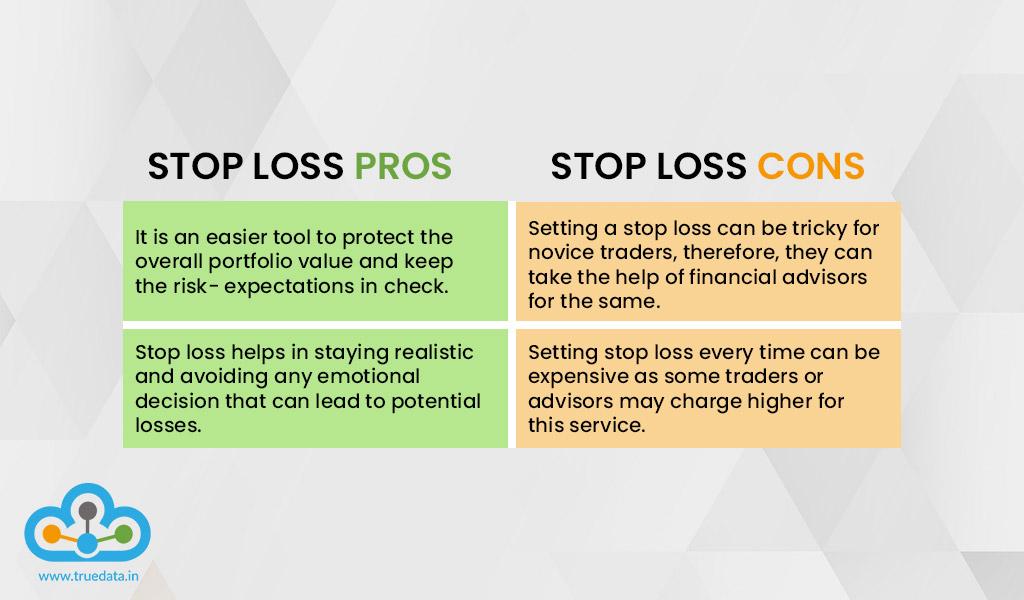 STOP LOSS PROS
It is an easier tool to protect the
overall portfolio value and keep
the risk- expectations in check.
Stop loss helps in staying realistic
and avoiding any emotional
decision that can lead to potential
losses.
STOP LOSS CONS
Setting a stop loss can be tricky for
novice traders, therefore, they can
take the help of financial advisors
for the same.
Setting stop loss every time can be
expensive as some traders or
advisors may charge higher for
this service.
www.truedata.in